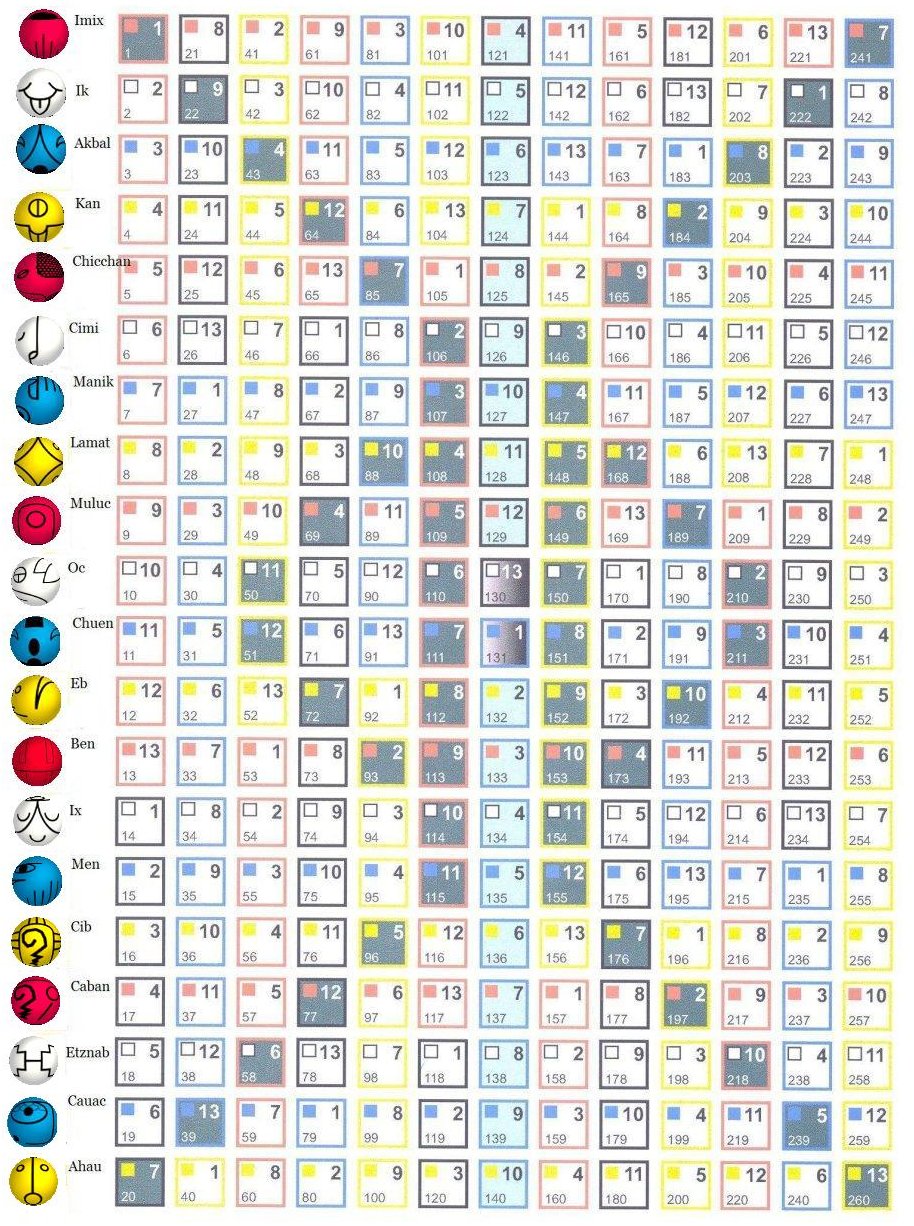 Imix 1 8 2 9 3 10 4 11 5 12 6 13 7
1 21 41 61 81 101 121 141 161 181 201 221 241
Ik 2 9 3 10 4 11 5 12 6 13 7 1 8
2 22 42 62 82 102 122 142 162 182 202 222 242
Akbal 3 10 4 11 5 12 6 13 7 1 8 2 9
3 23 43 63 83 103 123 143 163 183 203 223 243
Kan 4 11 5 12 6 13 7 1 8 2 9 3 10
4 24 44 64 84 104 124 144 164 184 204 224 244
Chicchan 5 12 6 13 7 1 8 2 9 3 10 4 11
5 25 45 65 85 105 125 145 165 185 205 225 245
Cimi 6 13 7 1 8 2 9 3 10 4 11 5 12
6 26 46 66 86 106 126 146 166 186 206 226 246
Manik 7 1 8 2 9 3 10 4 11 5 12 6 13
7 27 47 67 87 107 127 147 167 187 207 227 247
Lamat 8 2 9 3 10 4 11 5 12 6 13 7 1
8 28 48 68 88 108 128 148 168 188 208 228 248
Muluc 9 3 10 4 11 5 12 6 13 7 1 8 2
9 29 49 69 89 109 129 149 169 189 209 229 249
Oc 10 4 11 5 12 6 13 7 1 8 2 9 3
10 30 50 70 90 110 130 150 170 190 210 230 250
Chuen 11 5 12 6 13 7 1 8 2 9 3 10 4
11 31 51 71 91 111 131 151 171 191 211 231 251
Eb 12 6 13 7 1 8 2 9 3 10 4 11 5
12 32 52 72 92 112 132 152 172 192 212 232 252
Ben 13 7 1 8 2 9 3 10 4 11 5 12 6
13 33 53 73 93 113 133 153 173 193 213 233 253
Ix 1 8 2 9 3 10 4 11 5 12 6 13 7
14 34 54 74 94 114 134 154 174 194 214 234 254
Men 2 9 3 10 4 11 5 12 6 13 7 1 8
15 35 55 75 95 115 135 155 175 195 215 235 255
Cib 3 10 4 11 5 12 6 13 7 1 8 2 9
16 36 56 76 96 116 136 156 176 196 216 236 256
Caban 4 11 5 12 6 13 7 1 8 2 9 3 10
17 37 57 77 97 117 137 157 177 197 217 237 257
Etznab 5 12 6 13 7 1 8 2 9 3 10 4 11
18 38 58 78 98 118 138 158 178 198 218 238 258
Cauac 6 13 7 1 8 2 9 3 10 4 11 5 12
19 39 59 79 99 119 139 159 179 199 219 239 259
Ahau 7 1 8 2 9 3 10 4 11 5 12 6 13
20 40 60 80 100 120 140 160 180 200 220 240 260